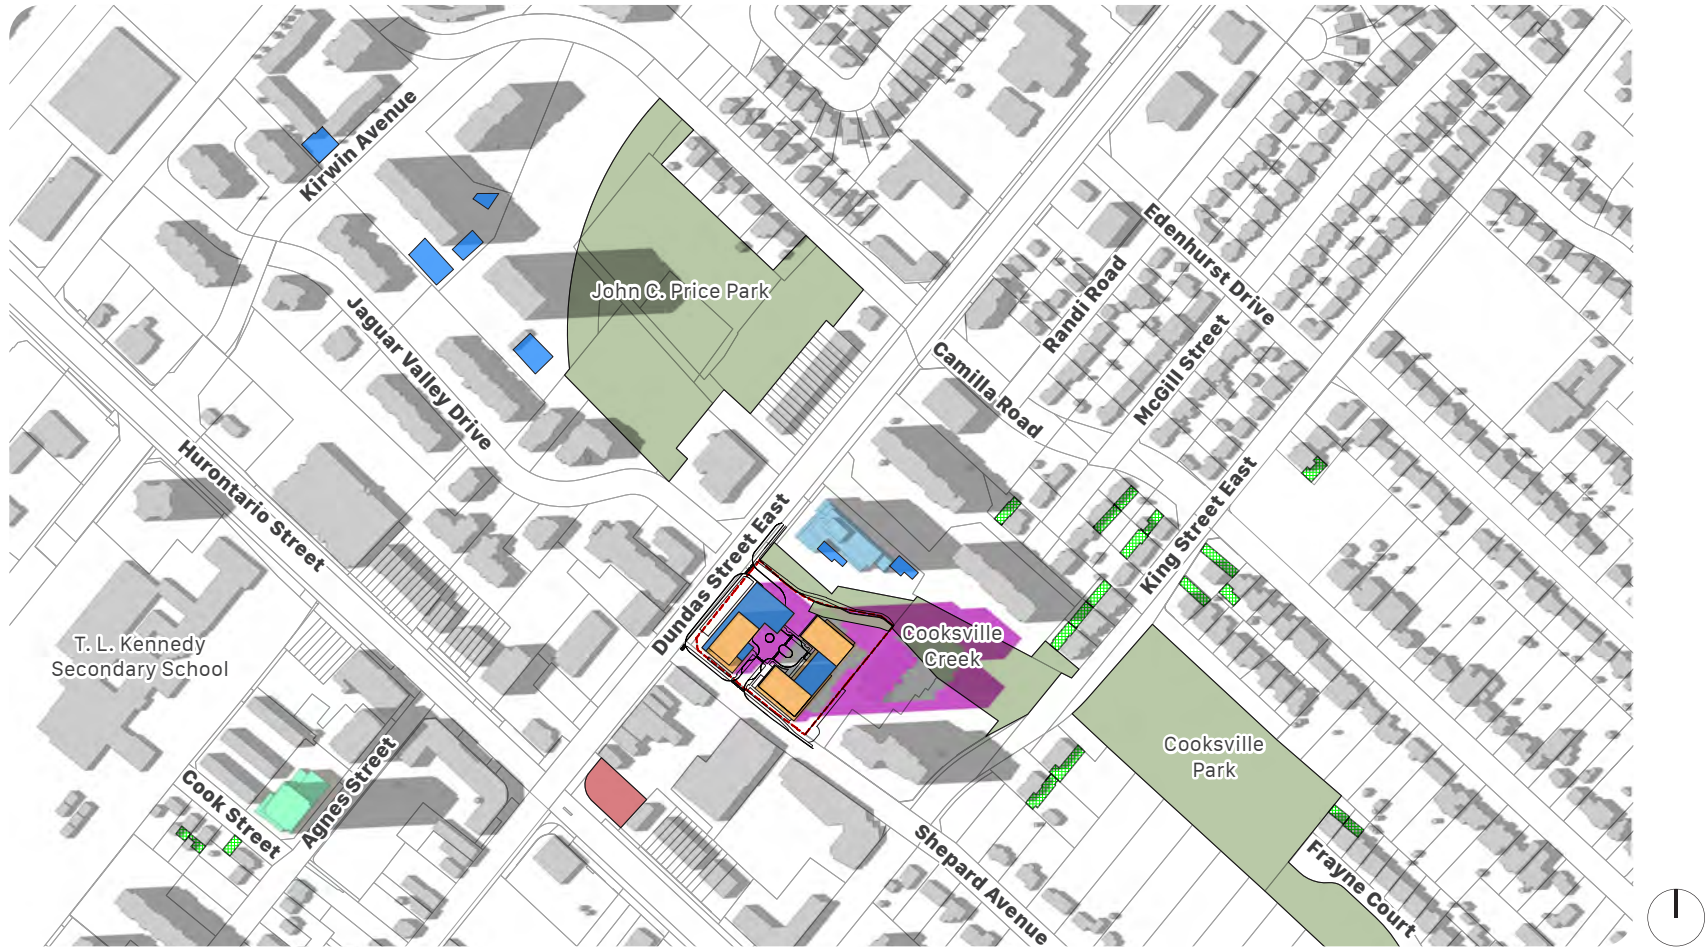 Kirwin Avenue
Edenhurst Drive
John C. Price Park
Randi Road
Jaguar Valley Drive
McGill Street
Camilla Road
Hurontario Street
King Street East
Dundas Street East
T. L. Kennedy
Secondary School
Cooksville
Creek
Cooksville
Park
Cook Street
Agnes Street
Shepard Avenue
Frayne Court